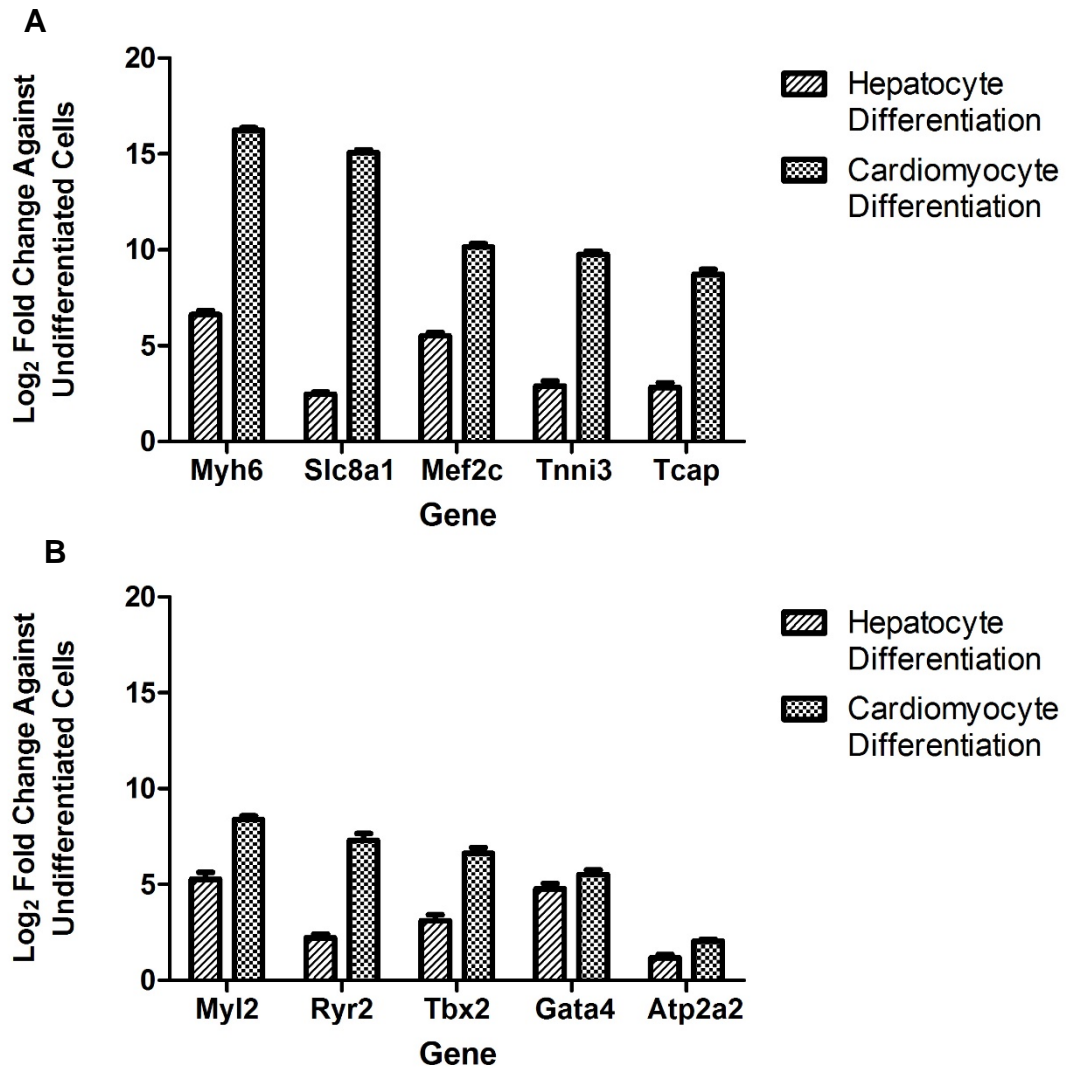 A
Log2 Fold Change Against
Undifferentiated Cells
20
15
10
5
0
Myh6 Slc8a1 Mef2c Tnni3 Tcap
Gene
Hepatocyte
Differentiation
Cardiomyocyte
Differentiation
B
Log2 Fold Change Against
Undifferentiated Cells
20
15
10
5
0
Myl2 Ryr2 Tbx2 Gata4 Atp2a2
Gene
Hepatocyte
Differentiation
Cardiomyocyte
Differentiation